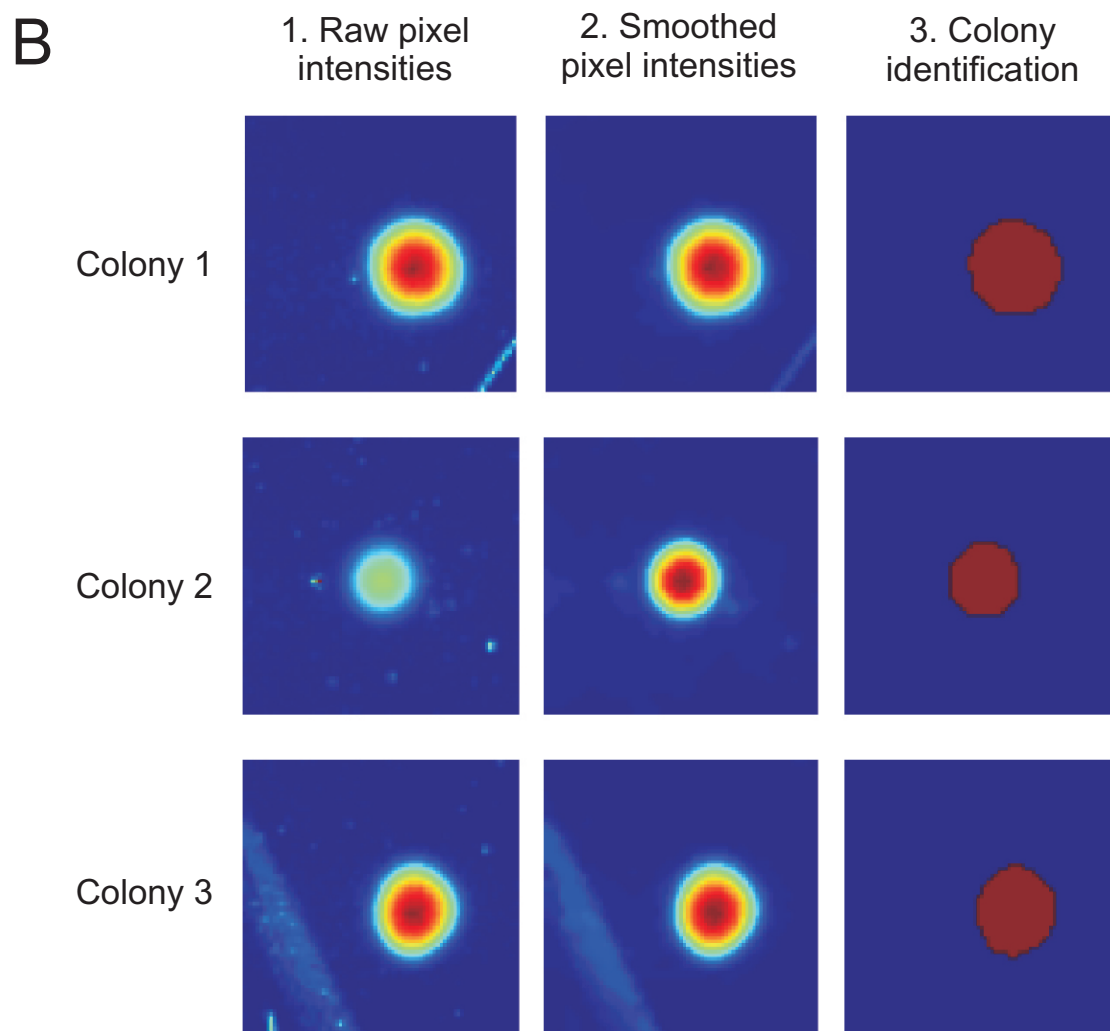 B
1. Raw pixel
intensities
2. Smoothed
pixel intensities
3. Colony
identification
Colony 1
Colony 2
Colony 3